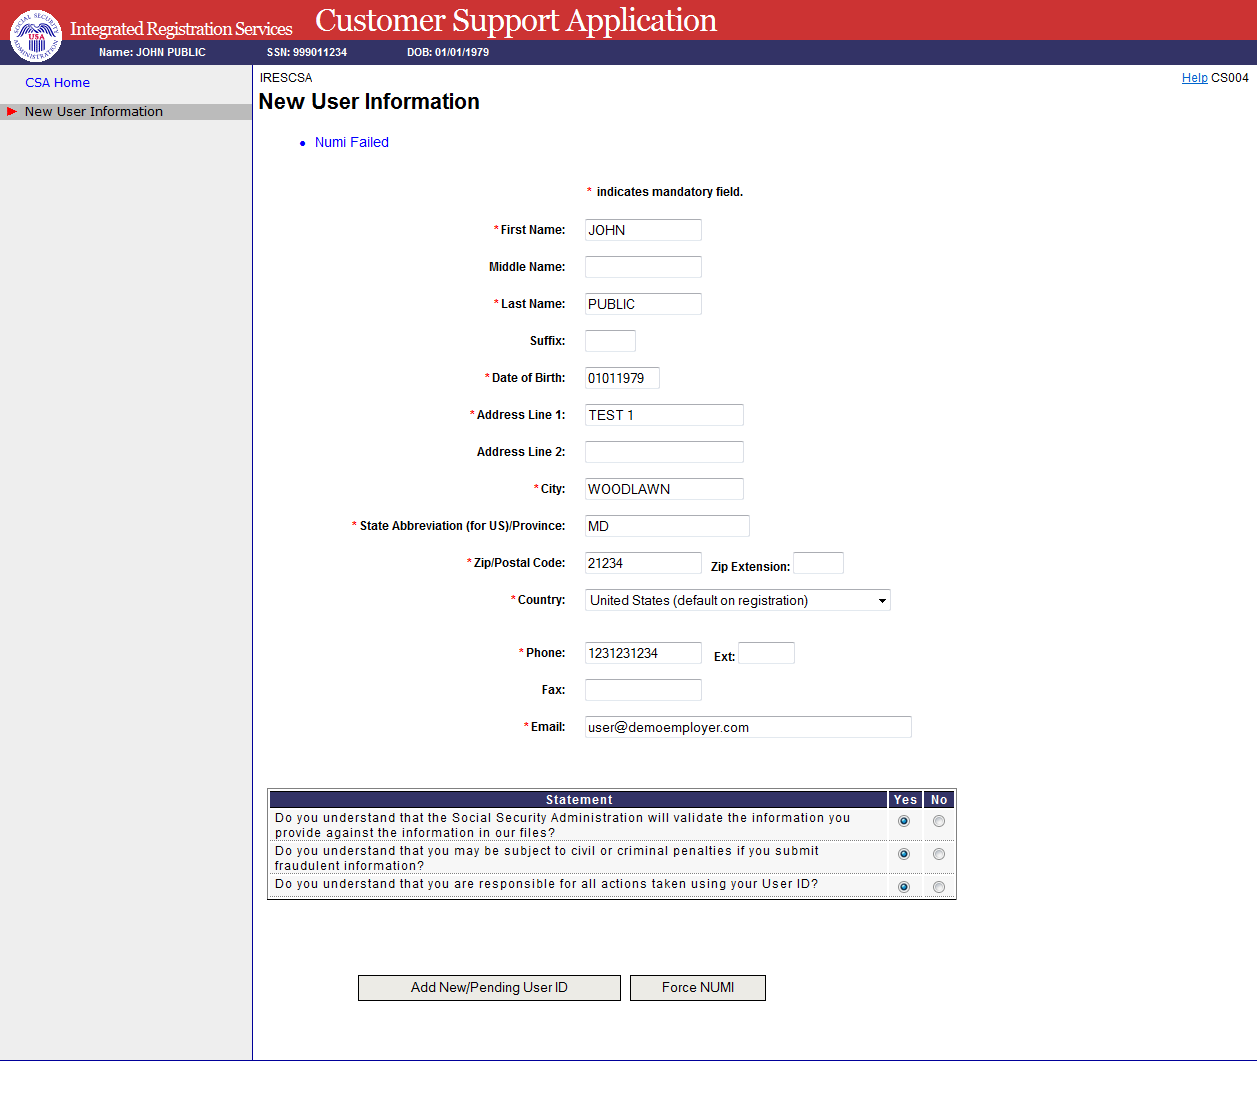 Integrated Registration Services Customer Support Application
SOCIAL SECURITY ADMINISTRATION
USA
Name: JOHN PUBLIC SSN: 999011234 DOB: 01/01/1979
CSA Home
New User Information
IRESCSA Help CS004
New User Information
• Numi Failed
* indicates mandatory field.
* First Name: JOHN
Middle Name:
* Last Name: PUBLIC
Suffix:
* Date of Birth: 01011979
* Address Line 1: TEST 1
Address Line 2:
* City: WOODLAWN
* State Abbreviation (for US)/Province: MD
* Zip/Postal Code: 21234 Zip Extension:
* Country: United States (default on registration)
* Phone: 1231231234 Ext:
Fax:
* Email: user@demoemployer.com
Statement Yes No
Do you understand that the Social Security Administration will validate the information you
provide against the information in our files?
Do you understand that you may be subject to civil or criminal penalties if you submit
fraudulent information?
Do you understand that you are responsible for all actions taken using your User ID?
Add New/Pending User ID Force NUMI